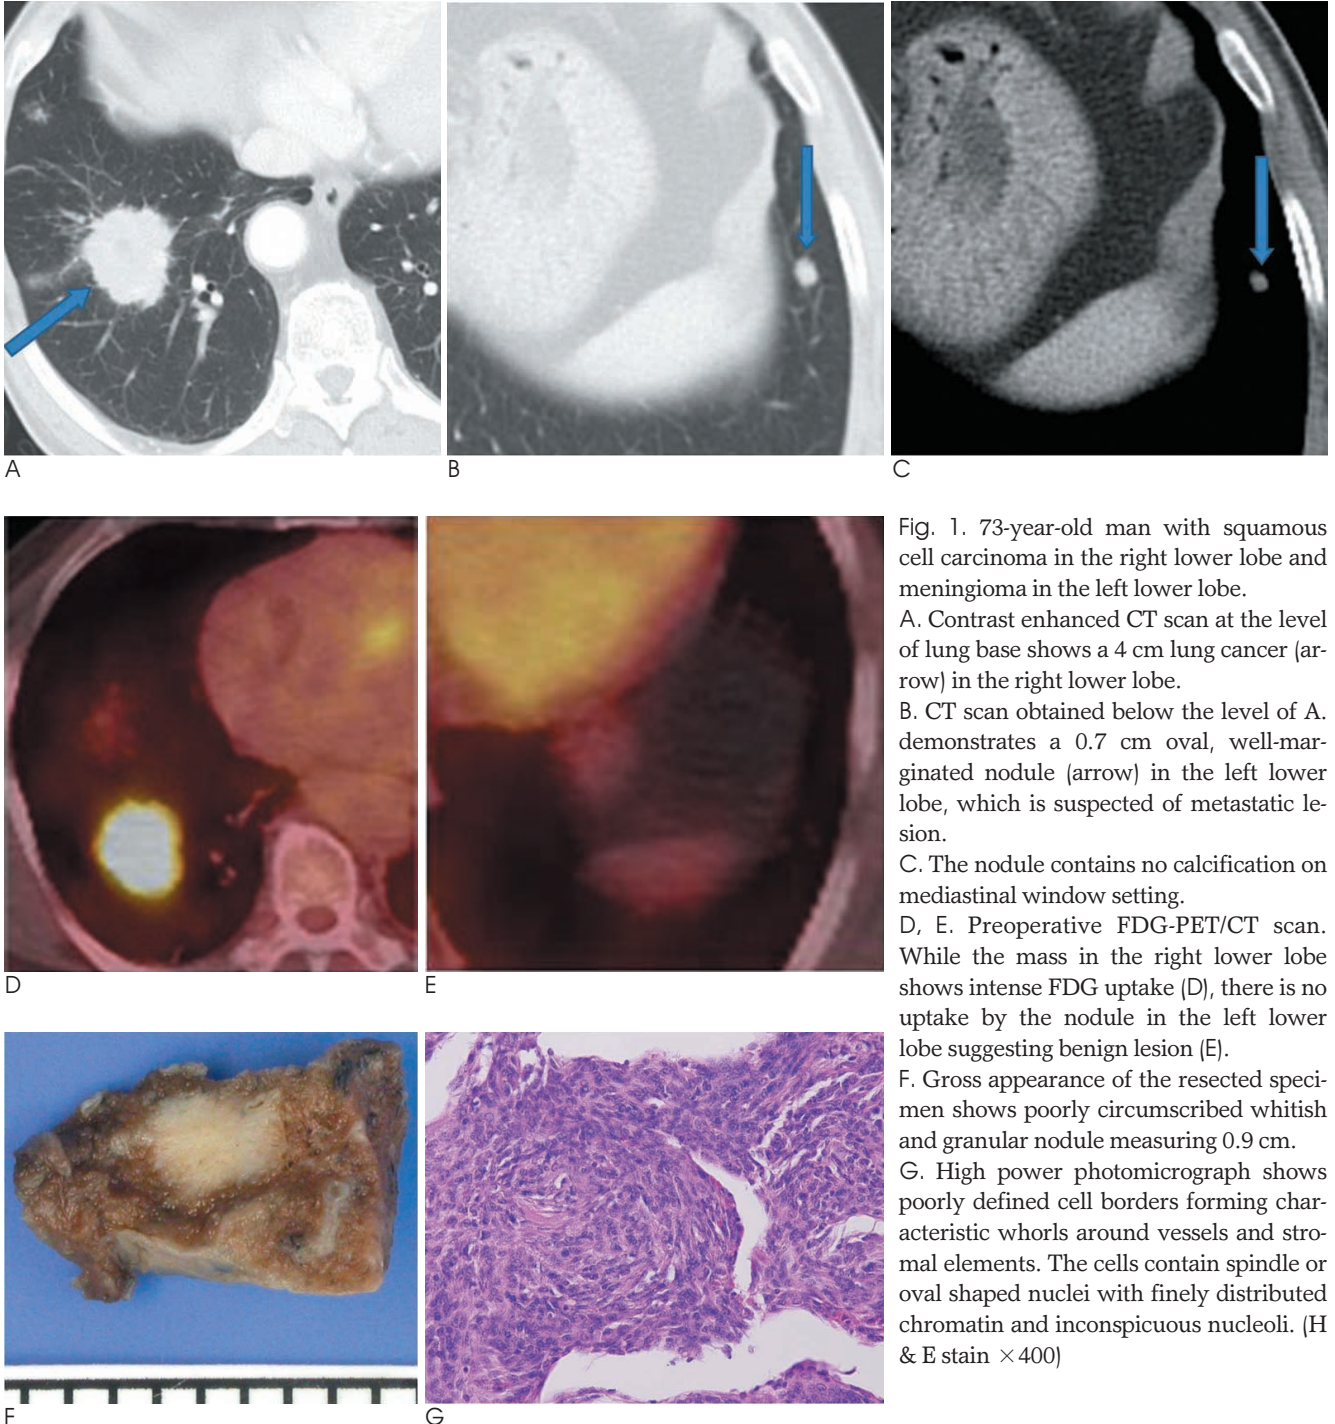 A
B
C
D
E
Fig. 1. 73-year-old man with squamous
cell carcinoma in the right lower lobe and
meningioma in the left lower lobe.
A. Contrast enhanced CT scan at the level
of lung base shows a 4 cm lung cancer (ar-
row) in the right lower lobe.
B. CT scan obtained below the level of A.
demonstrates a 0.7 cm oval, well-mar-
ginated nodule (arrow) in the left lower
lobe, which is suspected of metastatic le-
sion.
C. The nodule contains no calcification on
mediastinal window setting.
D, E. Preoperative FDG-PET/CT scan.
While the mass in the right lower lobe
shows intense FDG uptake (D), there is no
uptake by the nodule in the left lower
lobe suggesting benign lesion (E).
F. Gross appearance of the resected speci-
men shows poorly circumscribed whitish
and granular nodule measuring 0.9 cm.
G. High power photomicrograph shows
poorly defined cell borders forming char-
acteristic whorls around vessels and stro-
mal elements. The cells contain spindle or
oval shaped nuclei with finely distributed
chromatin and inconspicuous nucleoli. (H
& E stain ×400)
F
G